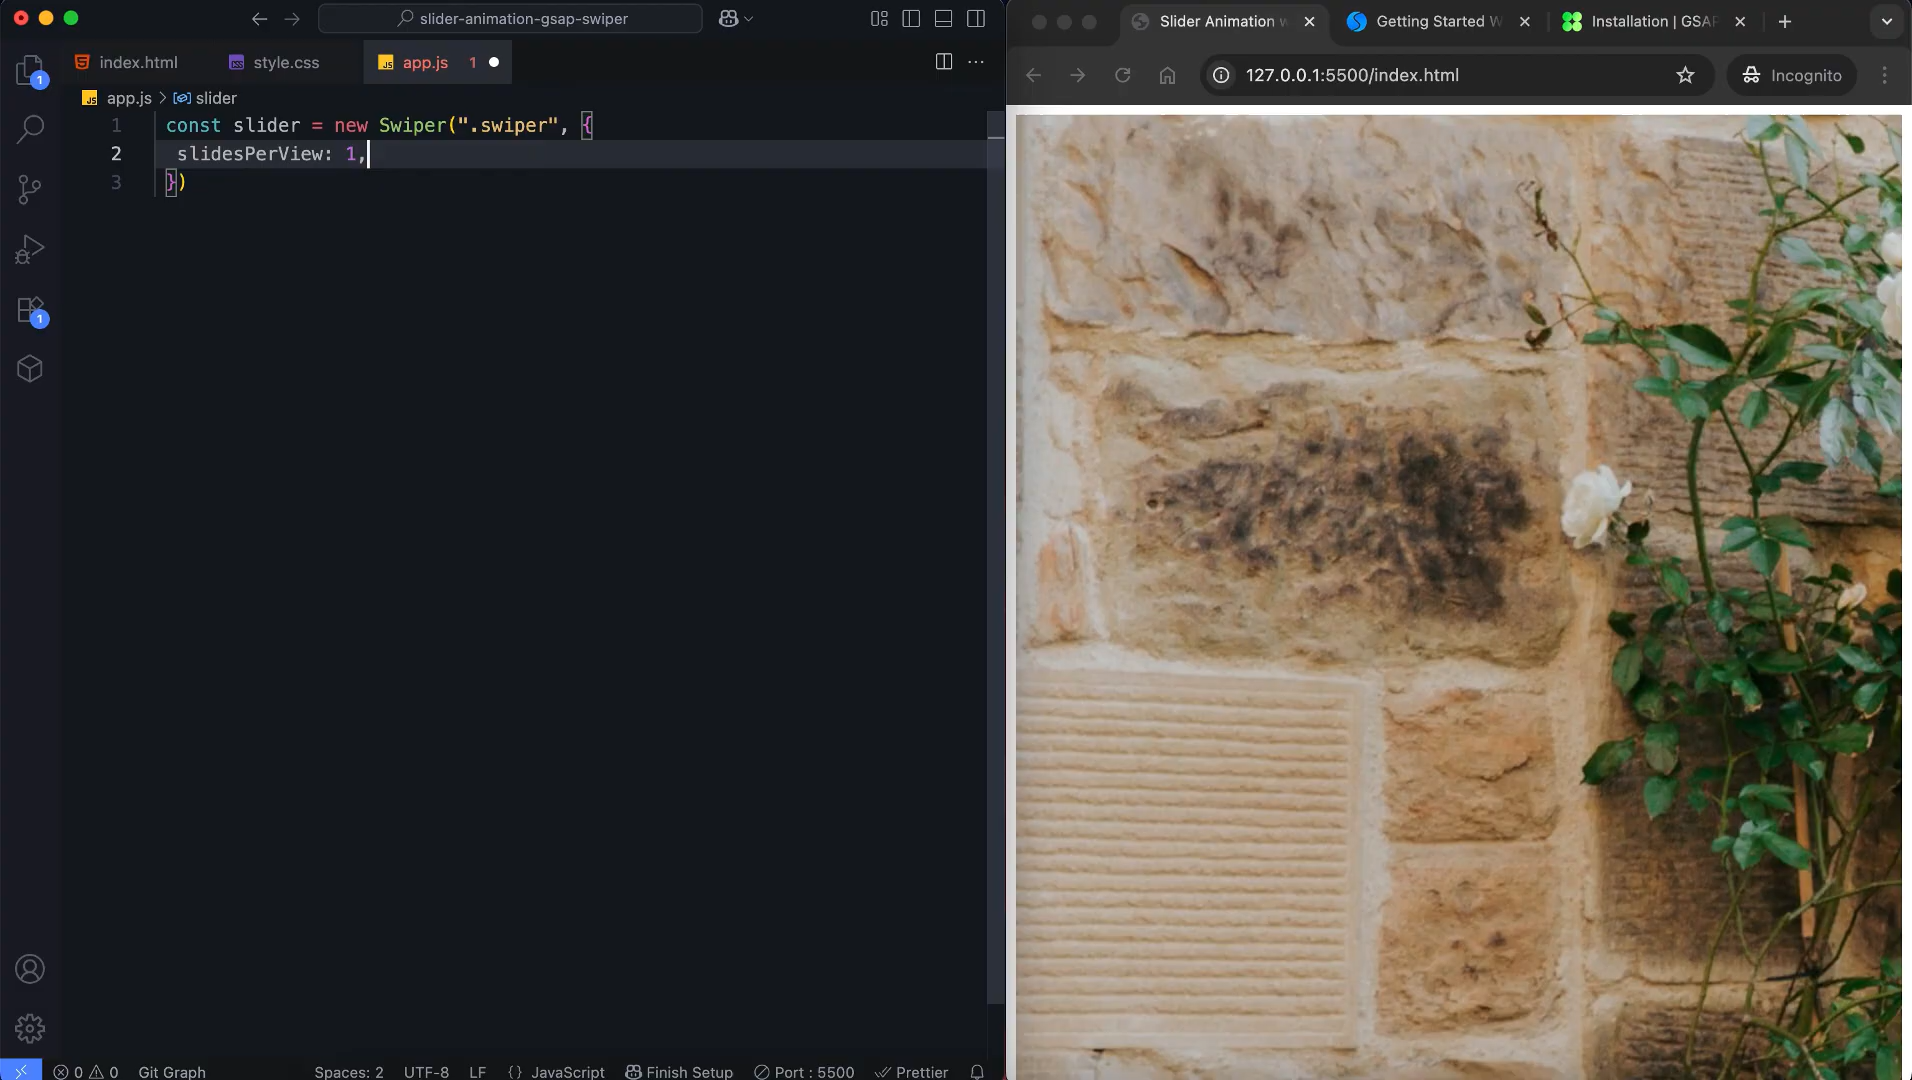 slider-animation-gsap-swiper
index.html
style.css
app.js 1
app.js > slider
1 const slider = new Swiper(".swiper", {
2 slidesPerView: 1,
3 })
1
1
0 0
Git Graph
Spaces: 2
UTF-8
LF
{} JavaScript
Finish Setup
Port : 5500
Prettier
Slider Animation w
Getting Started W
Installation | GSAP
127.0.0.1:5500/index.html
Incognito